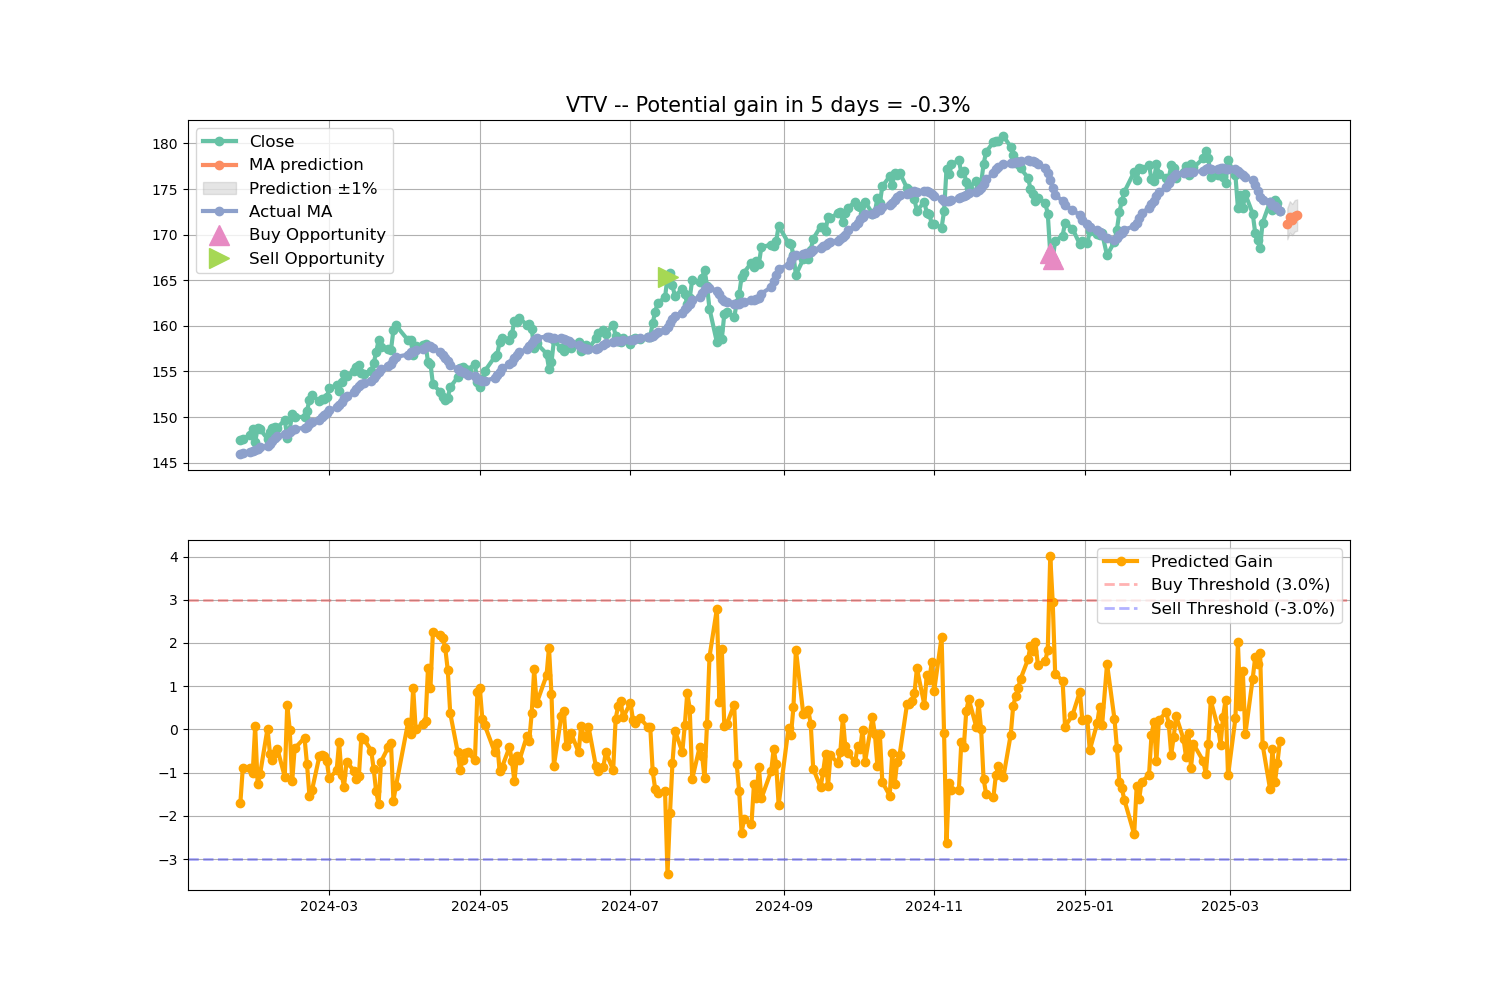 VTV -- Potential gain in 5 days = -0.3%
Close
MA prediction
Prediction ±1%
Actual MA
Buy Opportunity
Sell Opportunity
180
175
170
165
160
155
150
145
Predicted Gain
Buy Threshold (3.0%)
Sell Threshold (-3.0%)
4
3
2
1
0
−1
−2
−3
2024-03
2024-05
2024-07
2024-09
2024-11
2025-01
2025-03